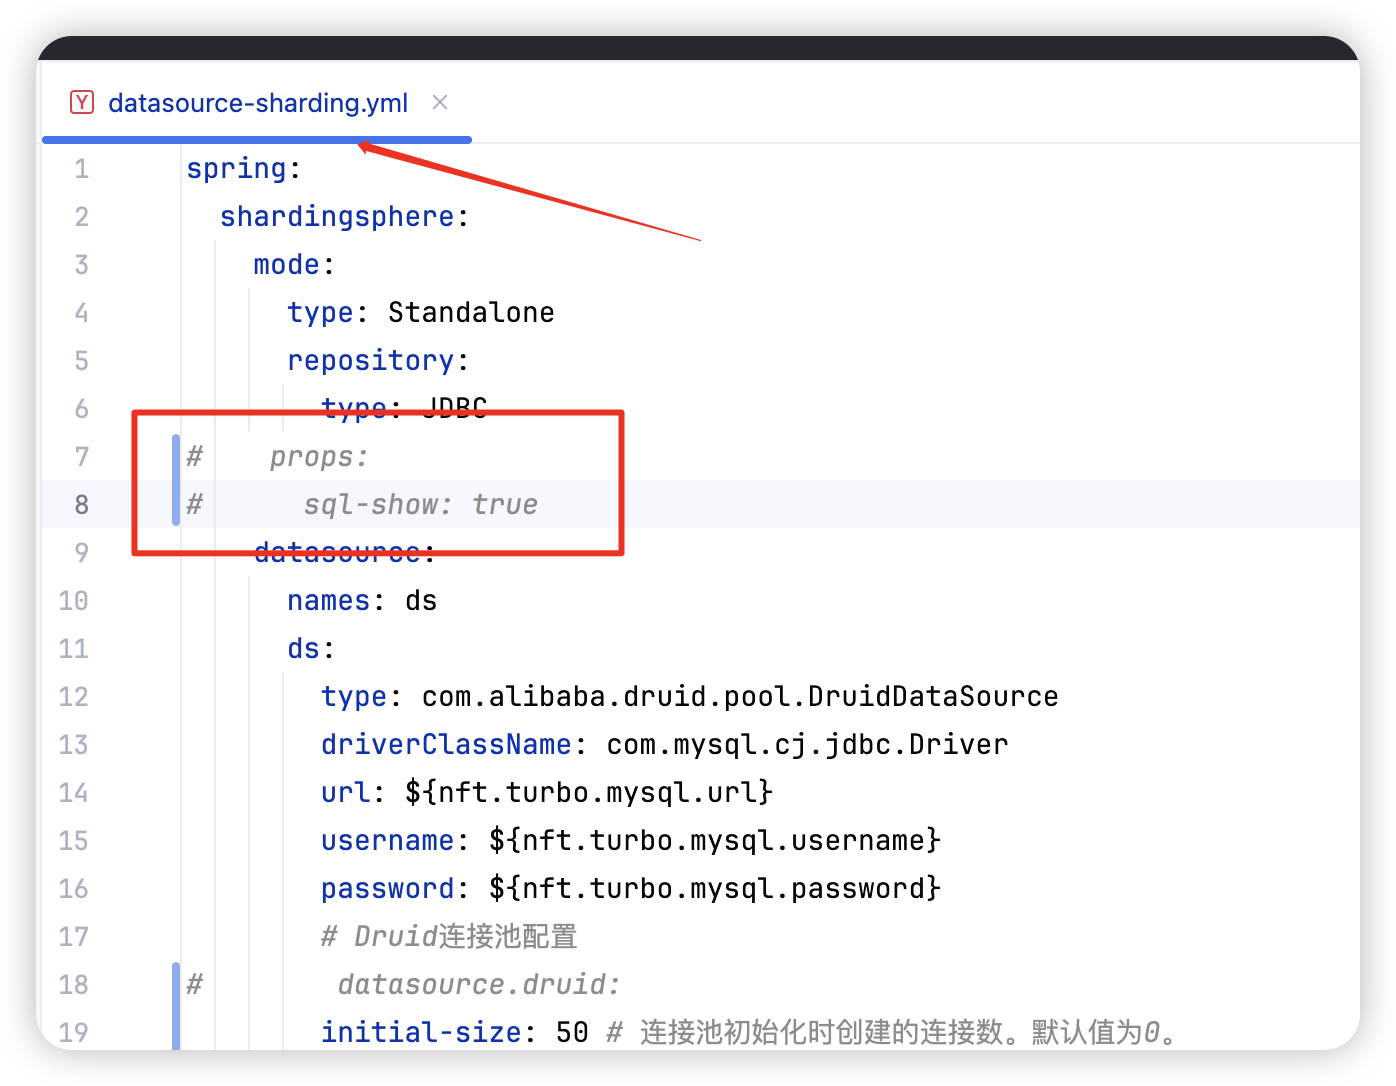 Y datasource-sharding.yml ×
1 spring:
2 shardingsphere:
3 mode:
4 type: Standalone
5 repository:
6 type: JDBC
7 # props:
8 # sql-show: true
9 datasource:
10 names: ds
11 ds:
12 type: com.alibaba.druid.pool.DruidDataSource
13 driverClassName: com.mysql.cj.jdbc.Driver
14 url: ${nft.turbo.mysql.url}
15 username: ${nft.turbo.mysql.username}
16 password: ${nft.turbo.mysql.password}
17 # Druid连接池配置
18 # datasource.druid:
19 initial-size: 50 # 连接池初始化时创建的连接数。默认值为0。